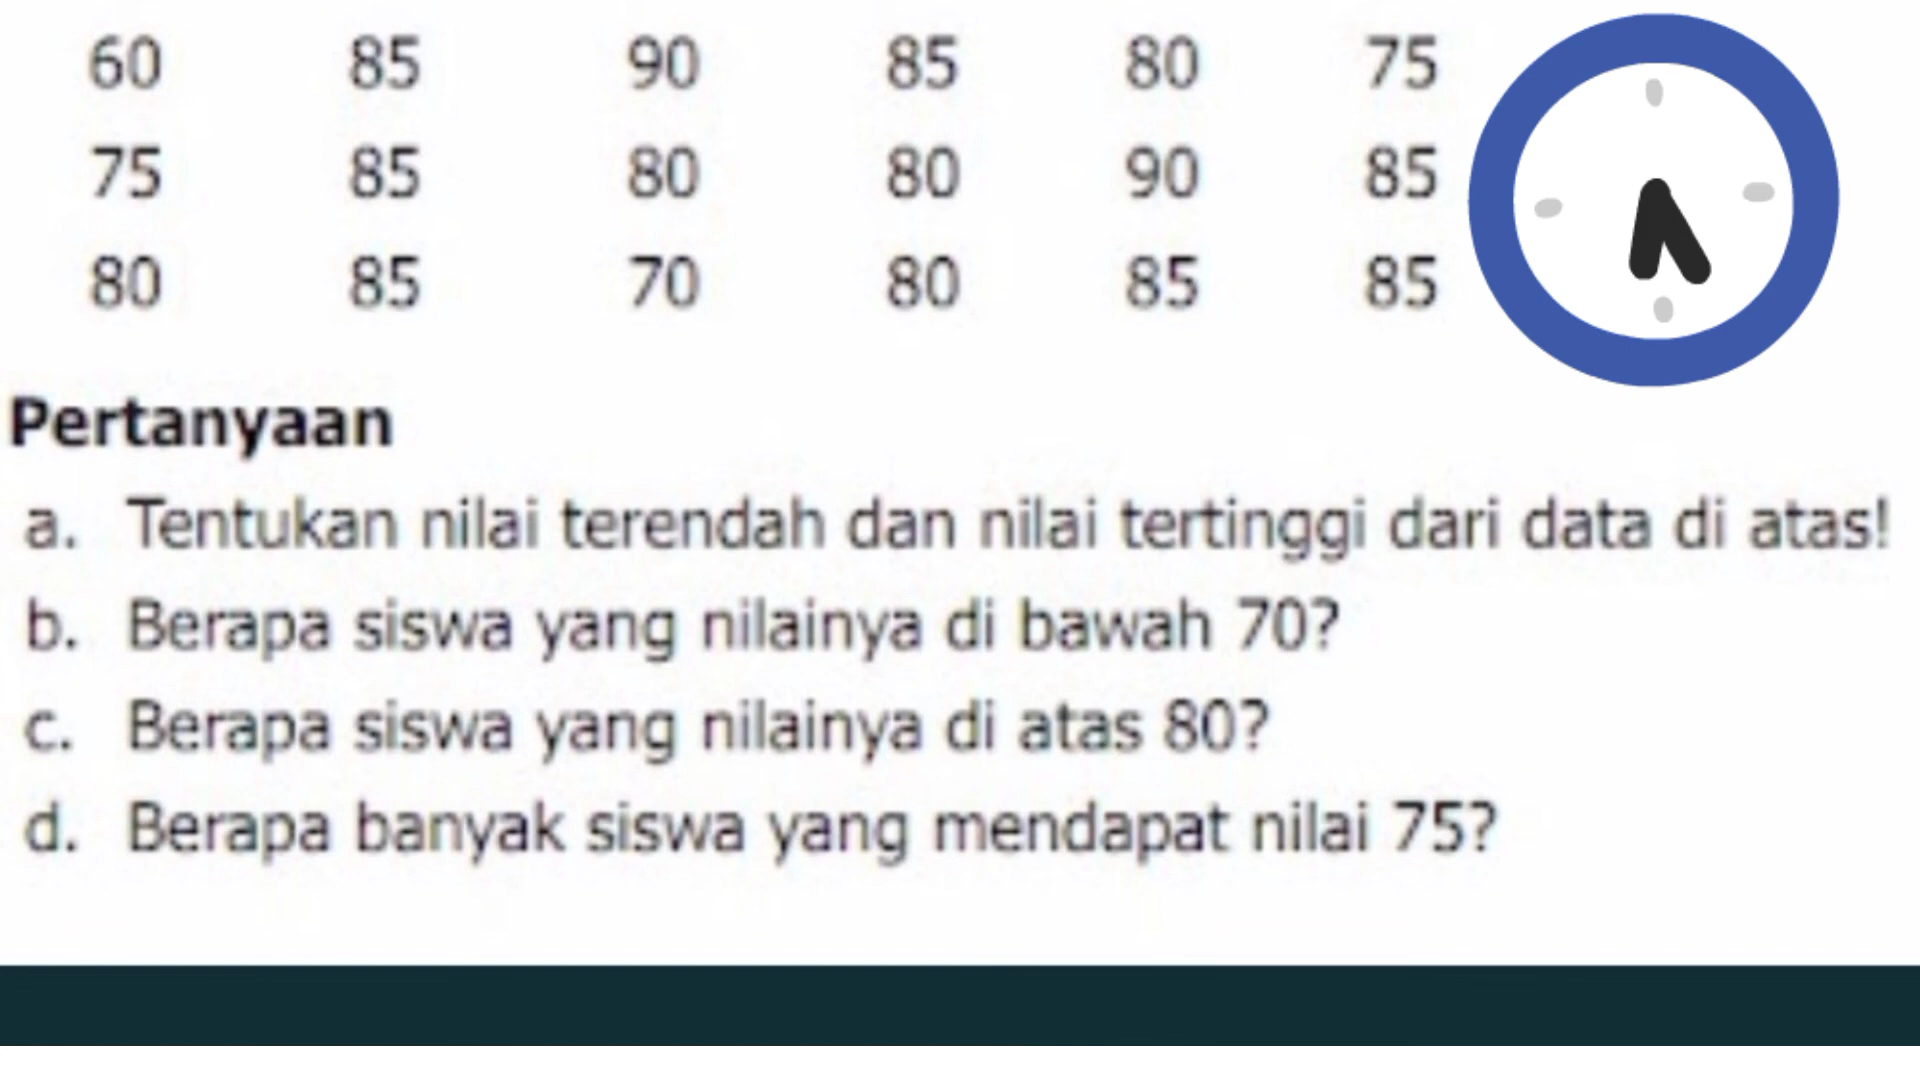 60 85 90 85 80 75
75 85 80 80 90 85
80 85 70 80 85 85
Pertanyaan
a. Tentukan nilai terendah dan nilai tertinggi dari data di atas!
b. Berapa siswa yang nilainya di bawah 70?
c. Berapa siswa yang nilainya di atas 80?
d. Berapa banyak siswa yang mendapat nilai 75?